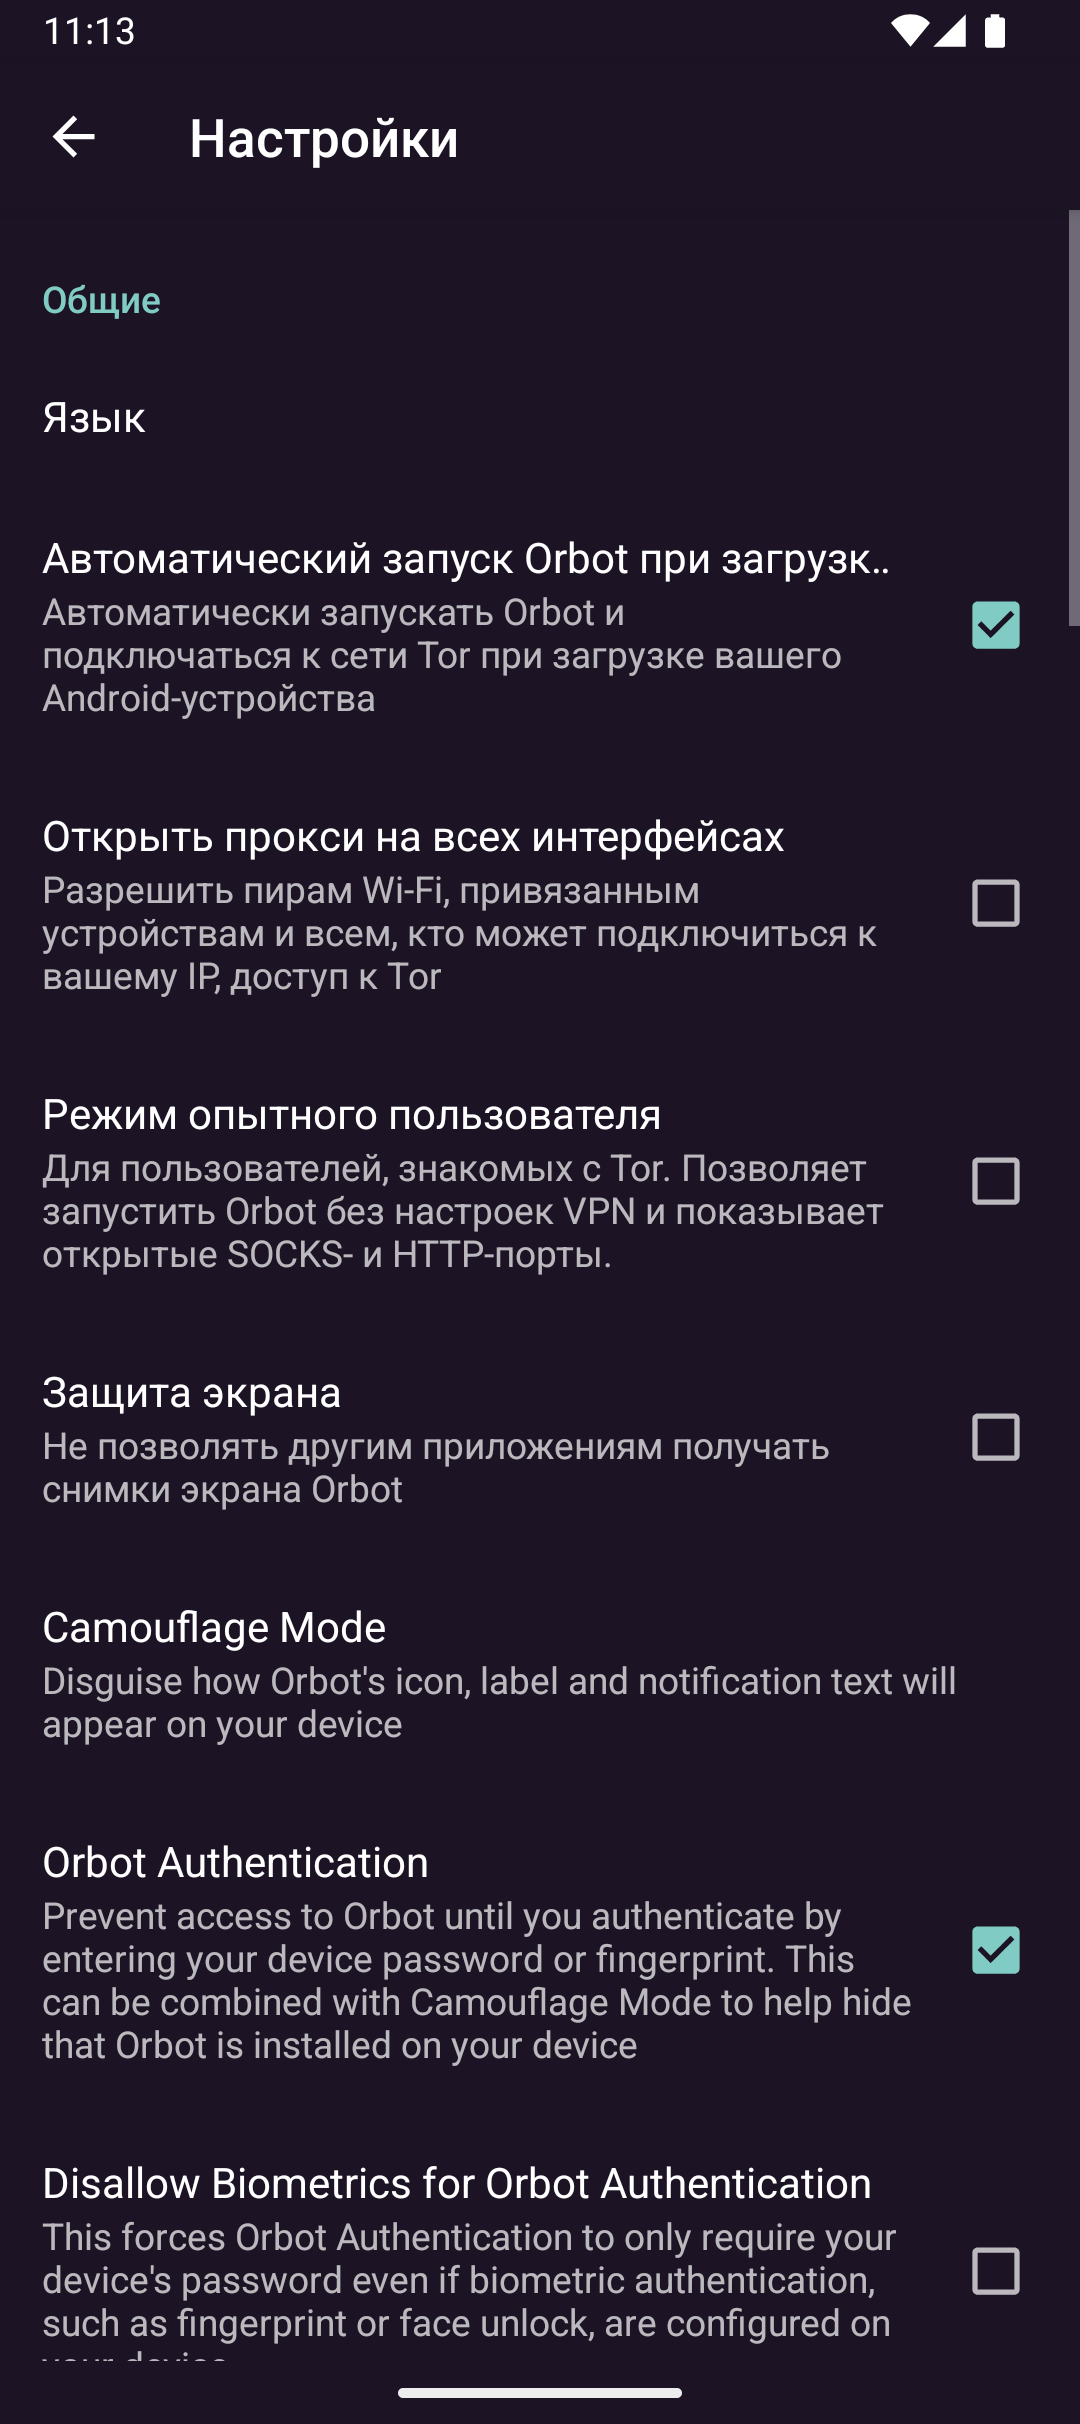 11:13
Настройки
Общие
Язык
Автоматический запуск Orbot при загрузк..
Автоматически запускать Orbot и
подключаться к сети Tor при загрузке вашего
Android-устройства
Открыть прокси на всех интерфейсах
Разрешить пирам Wi-Fi, привязанным
устройствам и всем, кто может подключиться к
вашему IP, доступ к Tor
Режим опытного пользователя
Для пользователей, знакомых с Tor. Позволяет
запустить Orbot без настроек VPN и показывает
открытые SOCKS- и HTTP-порты.
Защита экрана
Не позволять другим приложениям получать
снимки экрана Orbot
Camouflage Mode
Disguise how Orbot's icon, label and notification text will
appear on your device
Orbot Authentication
Prevent access to Orbot until you authenticate by
entering your device password or fingerprint. This
can be combined with Camouflage Mode to help hide
that Orbot is installed on your device
Disallow Biometrics for Orbot Authentication
This forces Orbot Authentication to only require your
device's password even if biometric authentication,
such as fingerprint or face unlock, are configured on